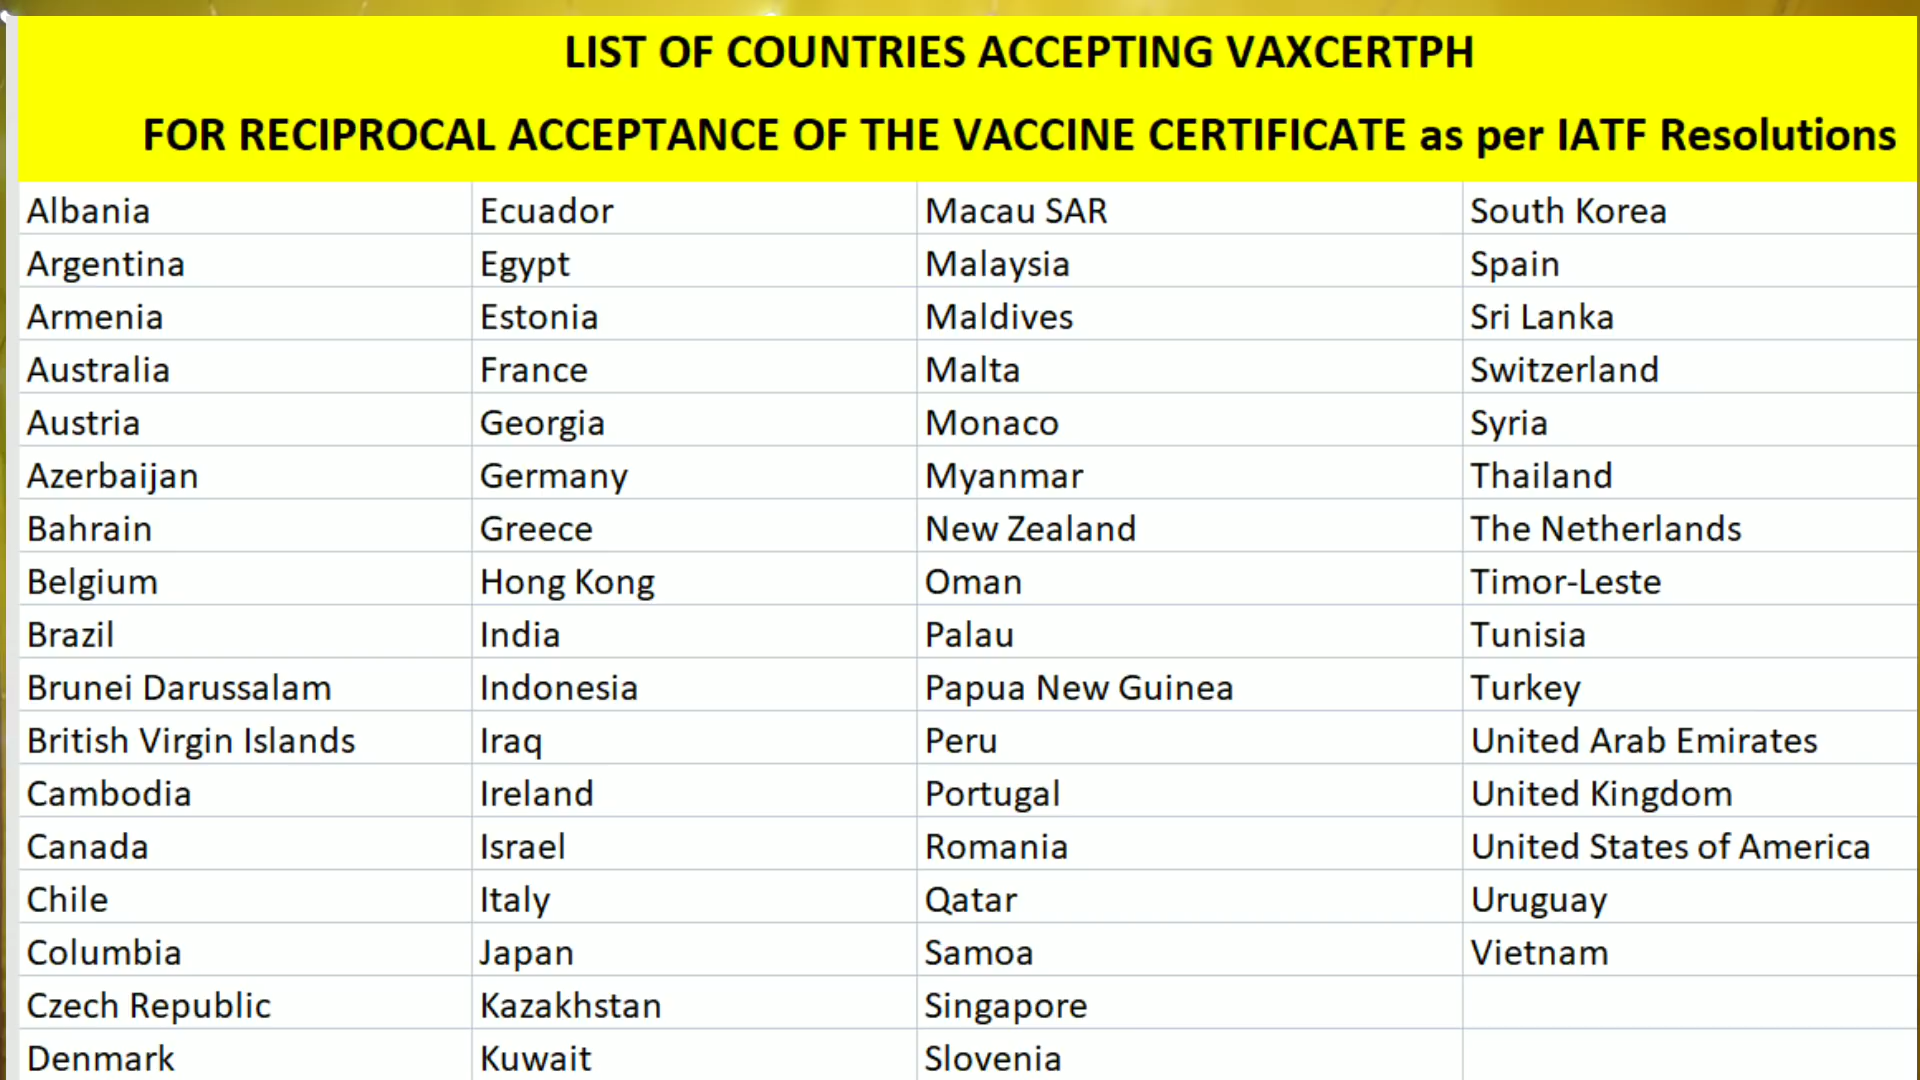 LIST OF COUNTRIES ACCEPTING VAXCERTPH
FOR RECIPROCAL ACCEPTANCE OF THE VACCINE CERTIFICATE as per IATF Resolutions
Albania Ecuador Macau SAR South Korea
Argentina Egypt Malaysia Spain
Armenia Estonia Maldives Sri Lanka
Australia France Malta Switzerland
Austria Georgia Monaco Syria
Azerbaijan Germany Myanmar Thailand
Bahrain Greece New Zealand The Netherlands
Belgium Hong Kong Oman Timor-Leste
Brazil India Palau Tunisia
Brunei Darussalam Indonesia Papua New Guinea Turkey
British Virgin Islands Iraq Peru United Arab Emirates
Cambodia Ireland Portugal United Kingdom
Canada Israel Romania United States of America
Chile Italy Qatar Uruguay
Columbia Japan Samoa Vietnam
Czech Republic Kazakhstan Singapore
Denmark Kuwait Slovenia